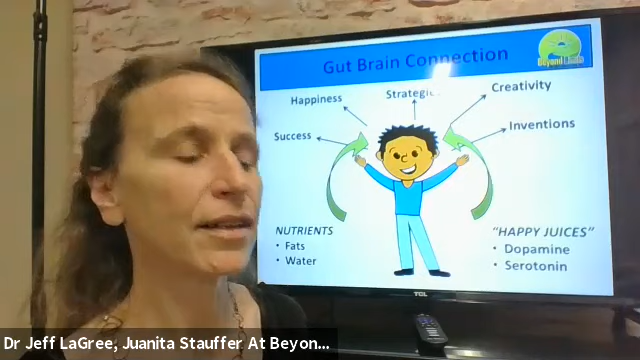 Gut Brain Connection
Happiness
Creativity
Success
Inventions
NUTRIENTS
• Fats
• Water
"HAPPY JUICES"
• Dopamine
• Serotonin
TCL
Dr Jeff LaGree, Juanita Stauffer At Beyon...